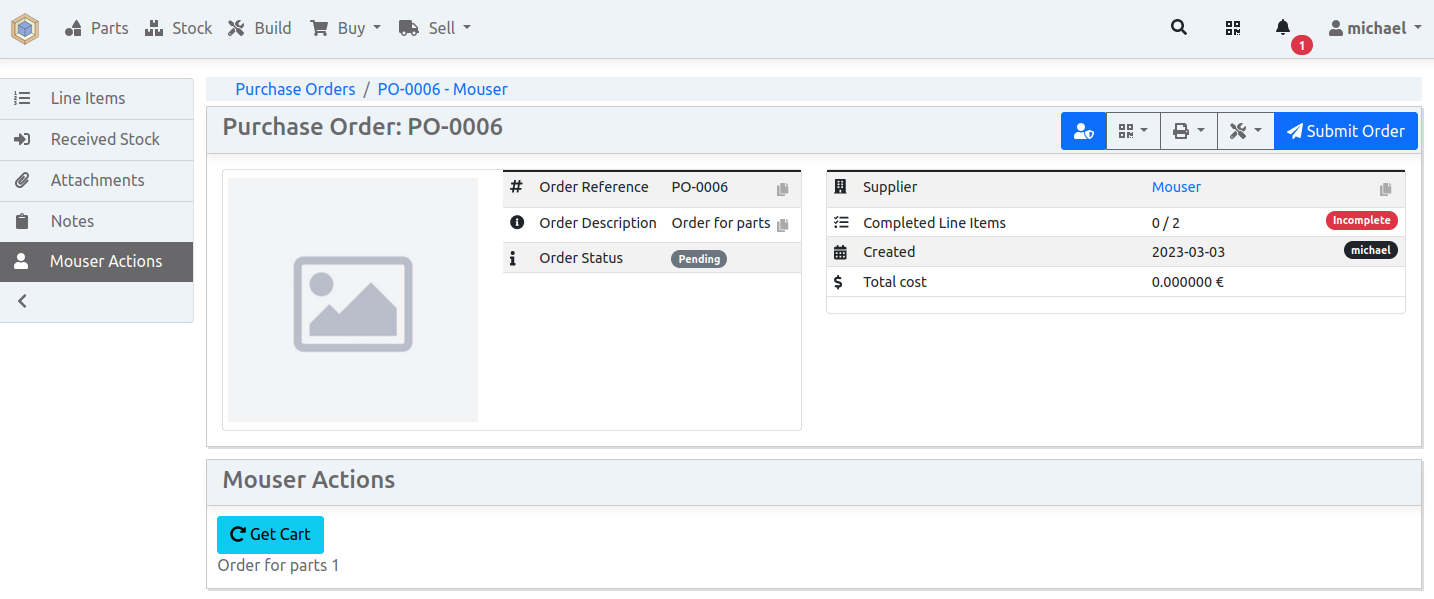 Parts Stock Build Buy Sell michael
1
Line Items
Received Stock
Attachments
Notes
Mouser Actions
Purchase Orders / PO-0006 - Mouser
Purchase Order: PO-0006
Submit Order
# Order Reference PO-0006
Order Description Order for parts
Order Status Pending
Supplier Mouser
Completed Line Items 0 / 2 Incomplete
Created 2023-03-03 michael
$ Total cost 0.000000 €
Mouser Actions
Get Cart
Order for parts 1